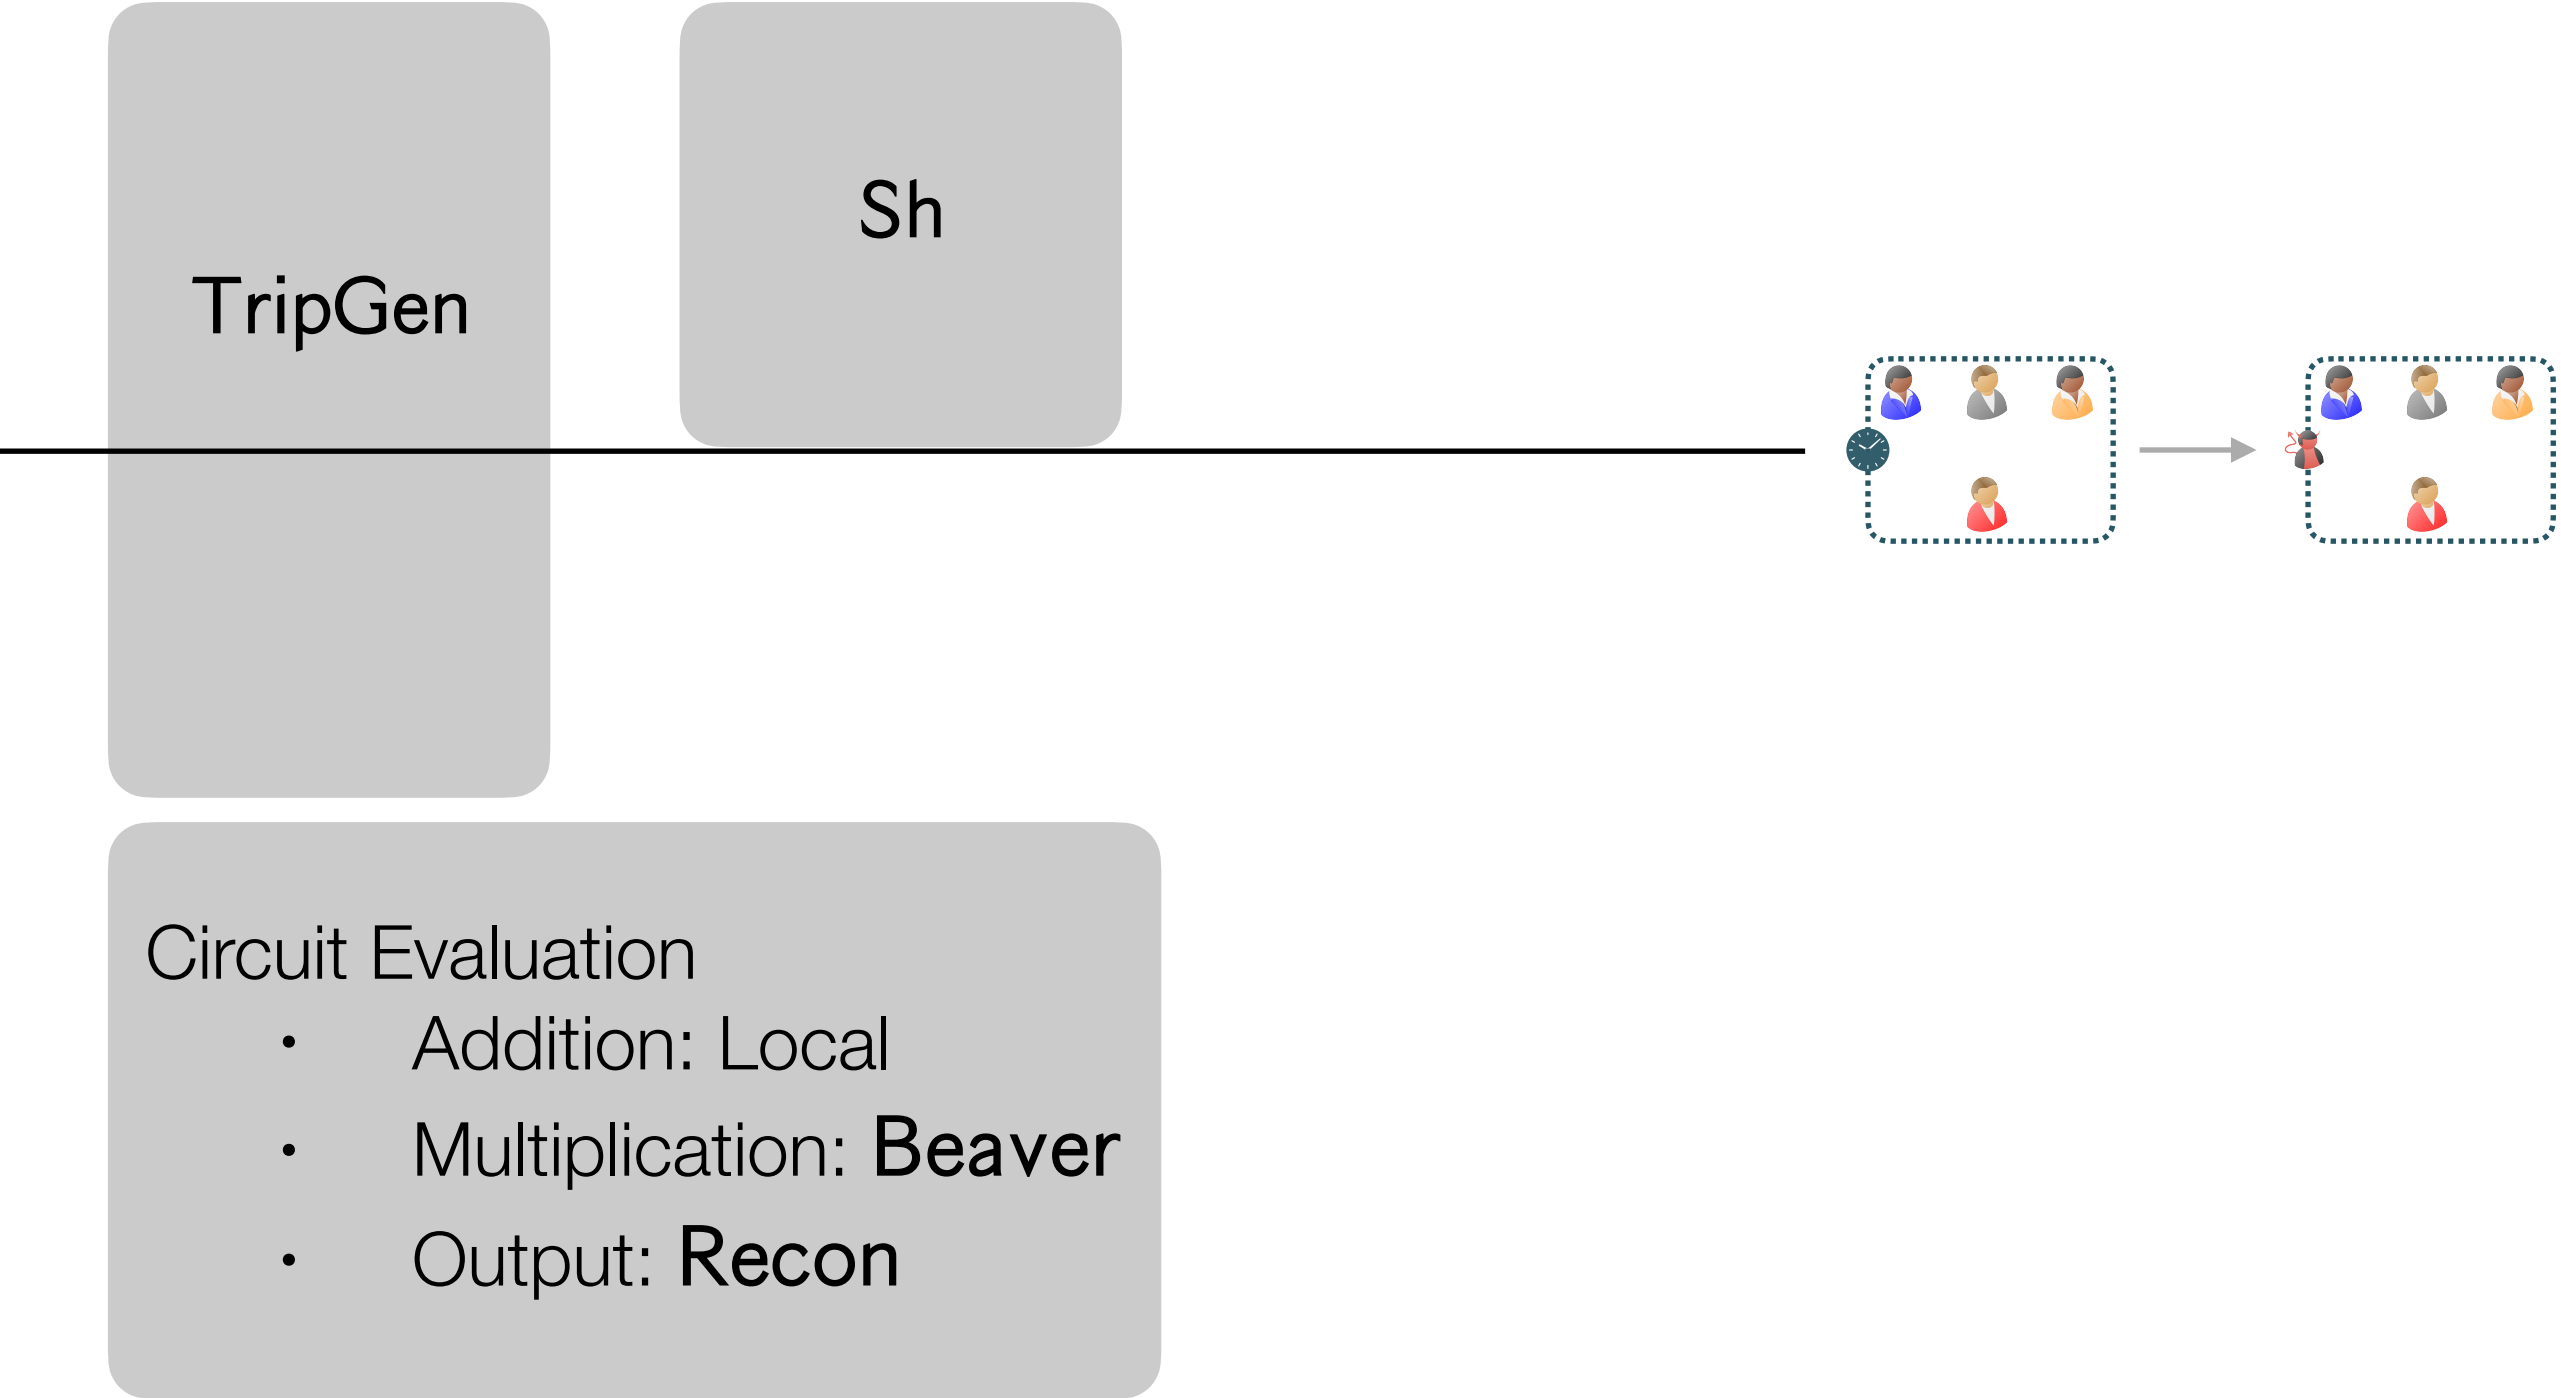 Sh
TripGen
Circuit Evaluation
• Addition: Local
• Multiplication: Beaver
• Output: Recon